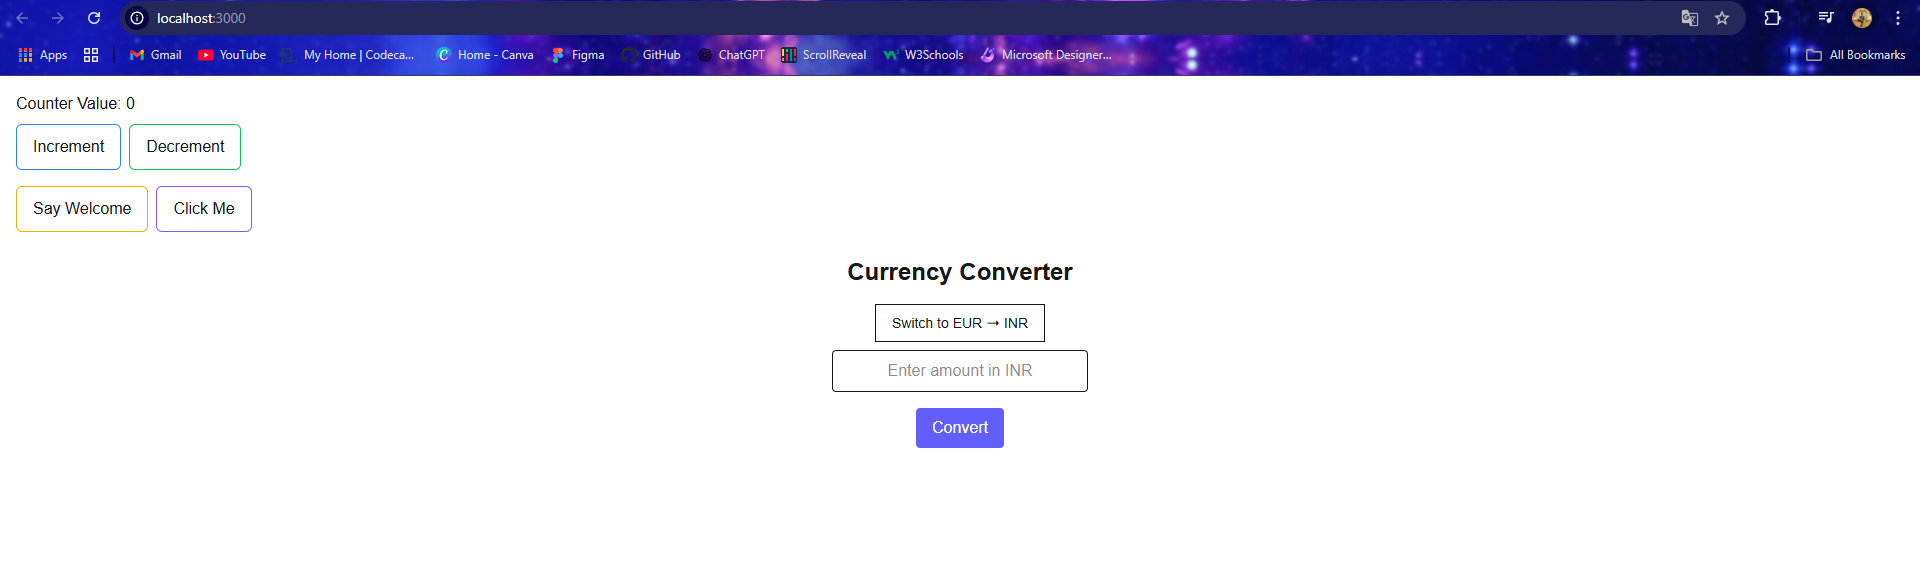 localhost:3000
Apps Gmail YouTube My Home | Codeca... Home - Canva Figma GitHub ChatGPT ScrollReveal W3Schools Microsoft Designer... All Bookmarks
Counter Value: 0
Increment Decrement
Say Welcome Click Me
Currency Converter
Switch to EUR → INR
Enter amount in INR
Convert